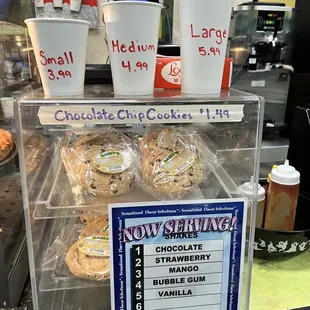 Small
3.99
Medium
4.99
Large
5.99
Chocolate Chip Cookies $1.49
NOW SERVING
SHAKES
1 CHOCOLATE
2 STRAWBERRY
3 MANGO
4 BUBBLE GUM
5 VANILLA
6